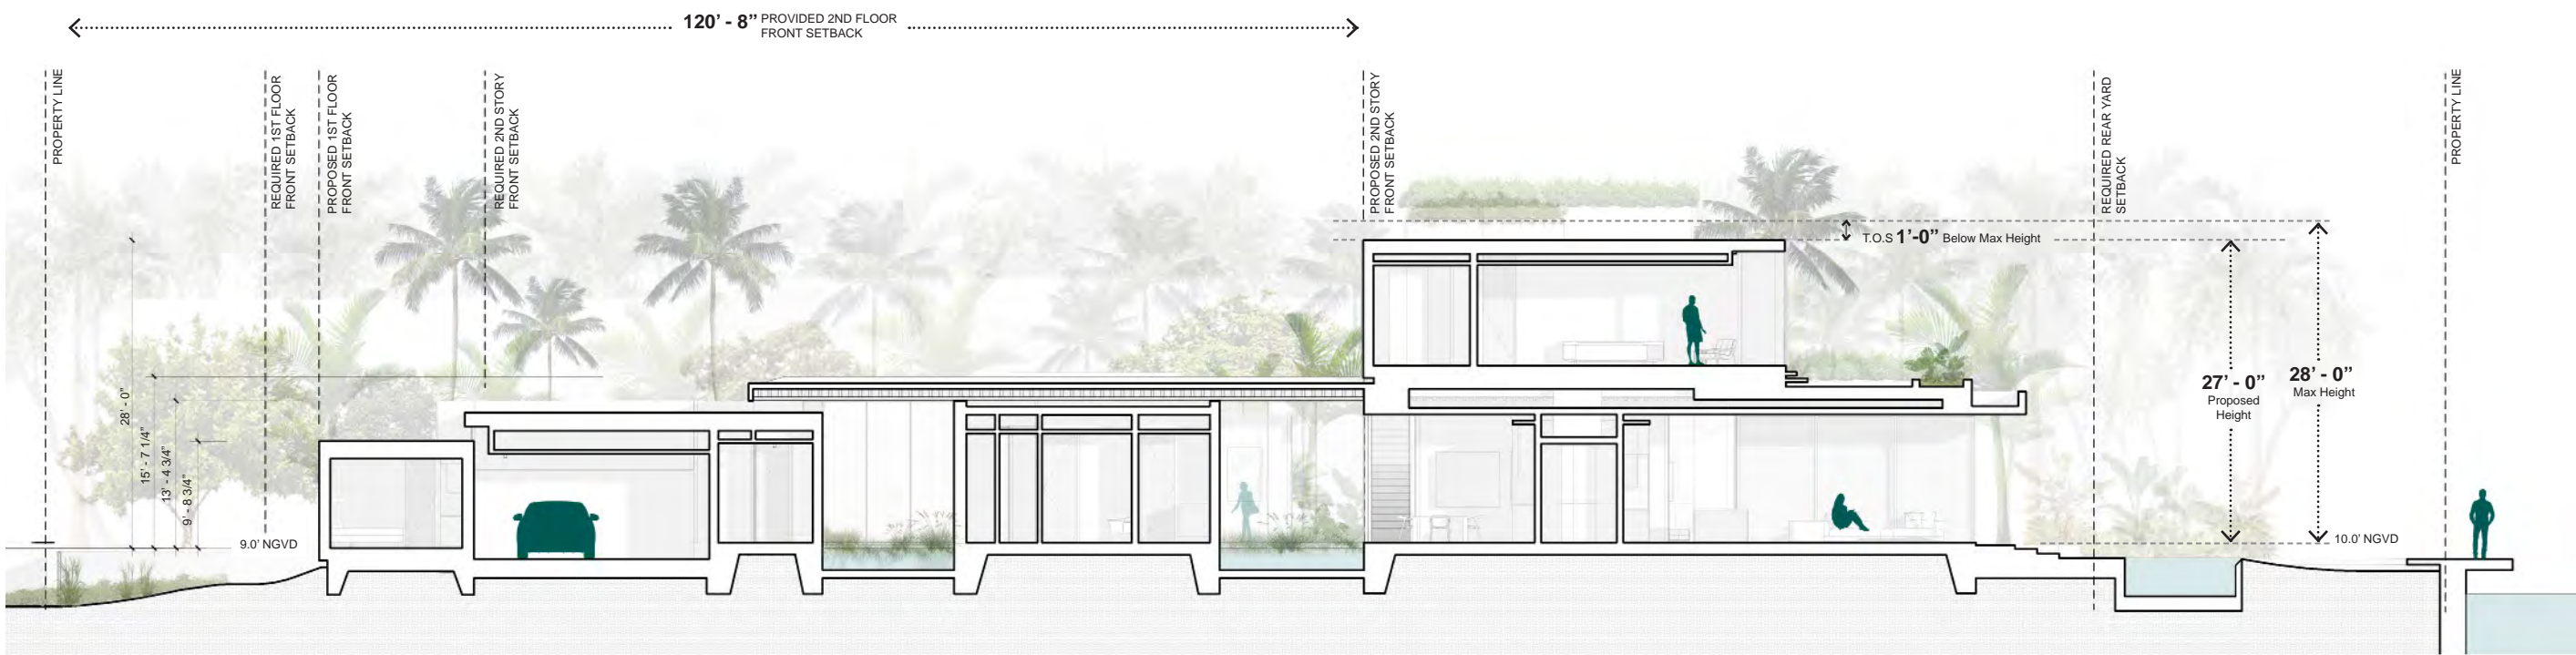 120' - 8" PROVIDED 2ND FLOOR
FRONT SETBACK
PROPERTY LINE
REQUIRED 1ST FLOOR
FRONT SETBACK
PROPOSED 1ST FLOOR
FRONT SETBACK
REQUIRED 2ND STORY
FRONT SETBACK
PROPOSED 2ND STORY
FRONT SETBACK
REQUIRED REAR YARD
SETBACK
PROPERTY LINE
T.O.S 1'-0" Below Max Height
28' - 0"
15' - 7 1/4"
13' - 4 3/4"
9' - 8 3/4"
9.0' NGVD
27' - 0"
Proposed
Height
28' - 0"
Max Height
10.0' NGVD